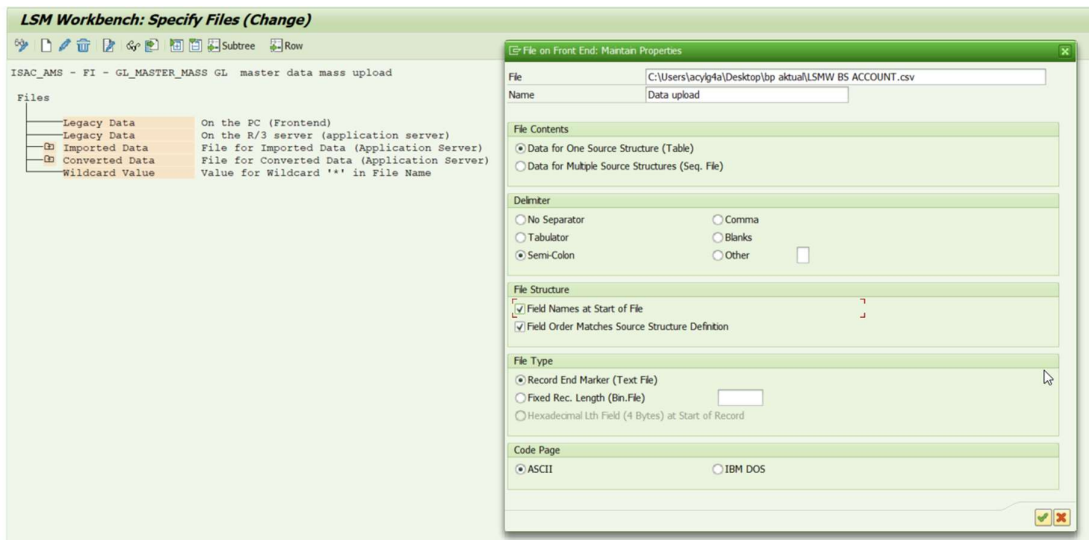 LSM Workbench: Specify Files (Change)
Subtree Row
ISAC_AMS - FI - GL_MASTER_MASS GL master data mass upload
Files
Legacy Data On the PC (Frontend)
Legacy Data On the R/3 server (application server)
Imported Data File for Imported Data (Application Server)
Converted Data File for Converted Data (Application Server)
Wildcard Value Value for Wildcard '*' in File Name
File on Front End: Maintain Properties
File C:\Users\acylg4a\Desktop\bp aktual\LSMW BS ACCOUNT.csv
Name Data upload
File Contents
Data for One Source Structure (Table)
Data for Multiple Source Structures (Seq. File)
Delimiter
No Separator Comma
Tabulator Blanks
Semi-Colon Other
File Structure
Field Names at Start of File
Field Order Matches Source Structure Definition
File Type
Record End Marker (Text File)
Fixed Rec. Length (Bin.File)
Hexadecimal Lth Field (4 Bytes) at Start of Record
Code Page
ASCII IBM DOS